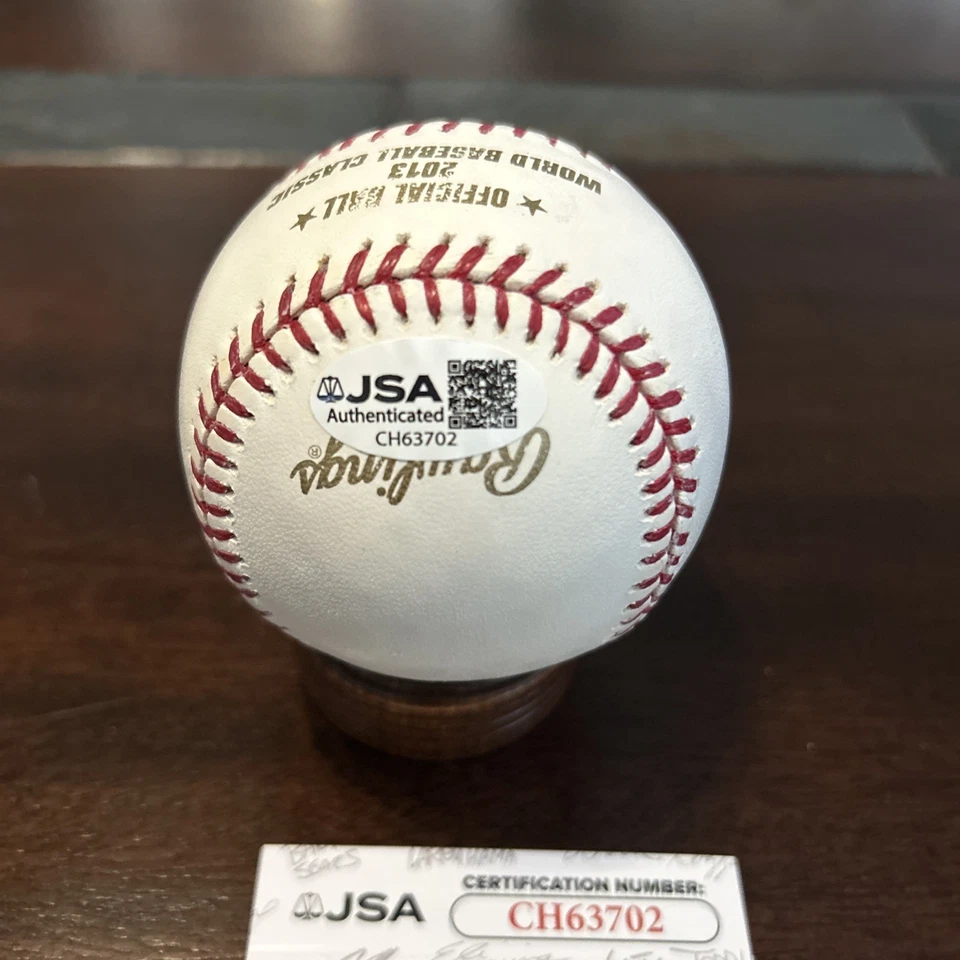 WORLD BASEBALL CLASSIC
2013
★ OFFICIAL BALL ★
JSA
Authenticated
CH63702
Rawlings®
JSA
CERTIFICATION NUMBER:
CH63702